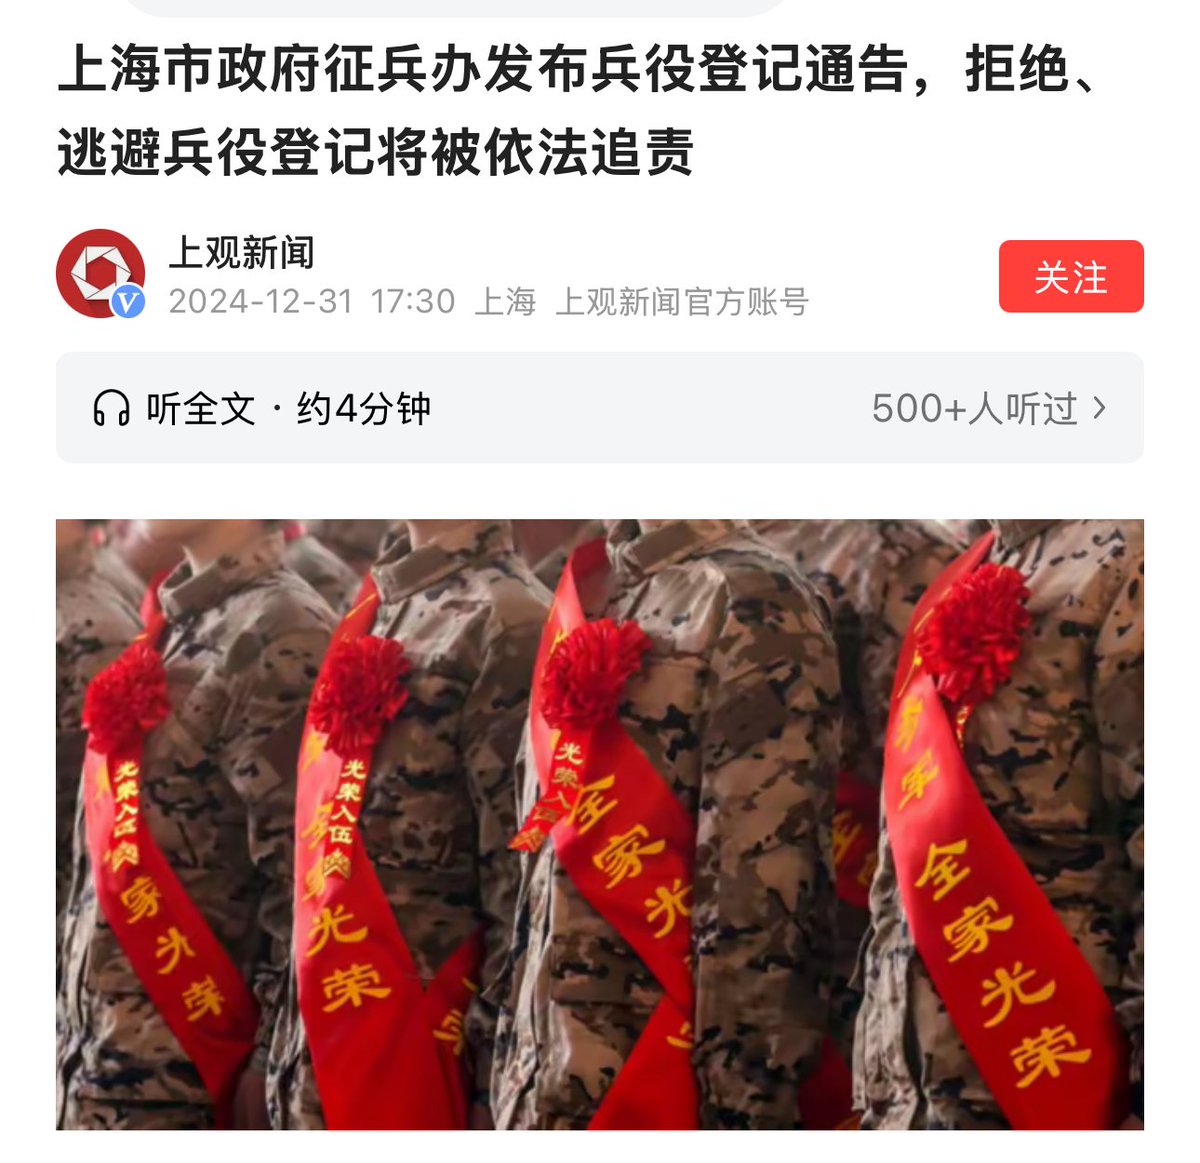 上海市政府征兵办发布兵役登记通告，拒绝、
逃避兵役登记将被依法追责
上观新闻
关注
2024-12-31 17:30 上海 上观新闻官方账号
听全文 · 约4分钟
500+人听过 >
光荣入伍
家光荣
光荣入伍
全家光荣
光荣入伍
全家光
全家光荣